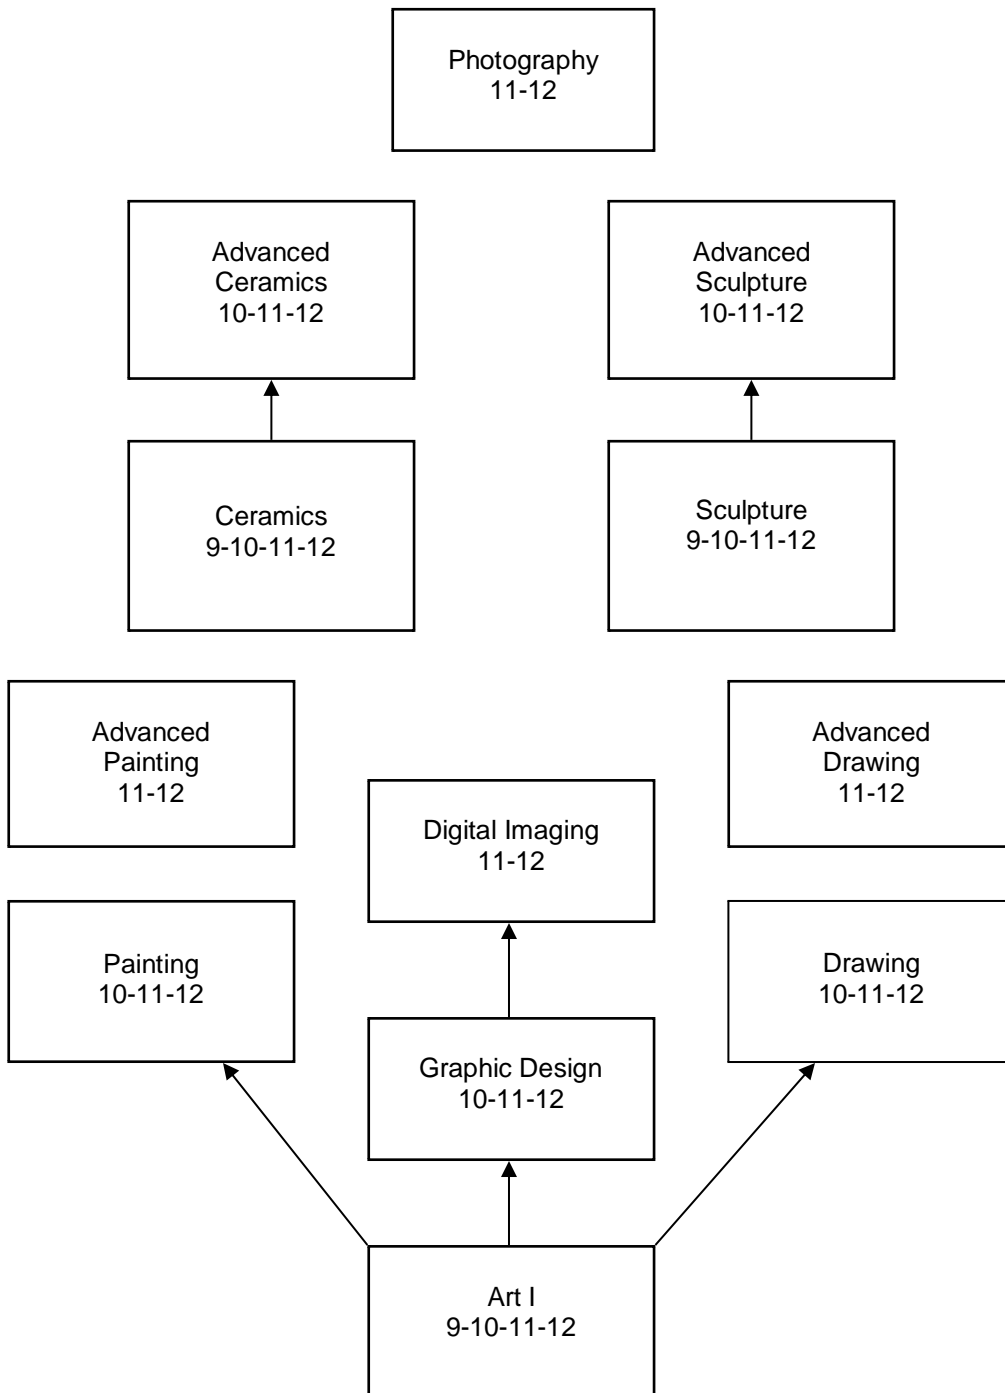 Photography
11-12
Advanced
Ceramics
10-11-12
Advanced
Sculpture
10-11-12
Ceramics
9-10-11-12
Sculpture
9-10-11-12
Advanced
Painting
11-12
Advanced
Drawing
11-12
Digital Imaging
11-12
Painting
10-11-12
Drawing
10-11-12
Graphic Design
10-11-12
Art I
9-10-11-12